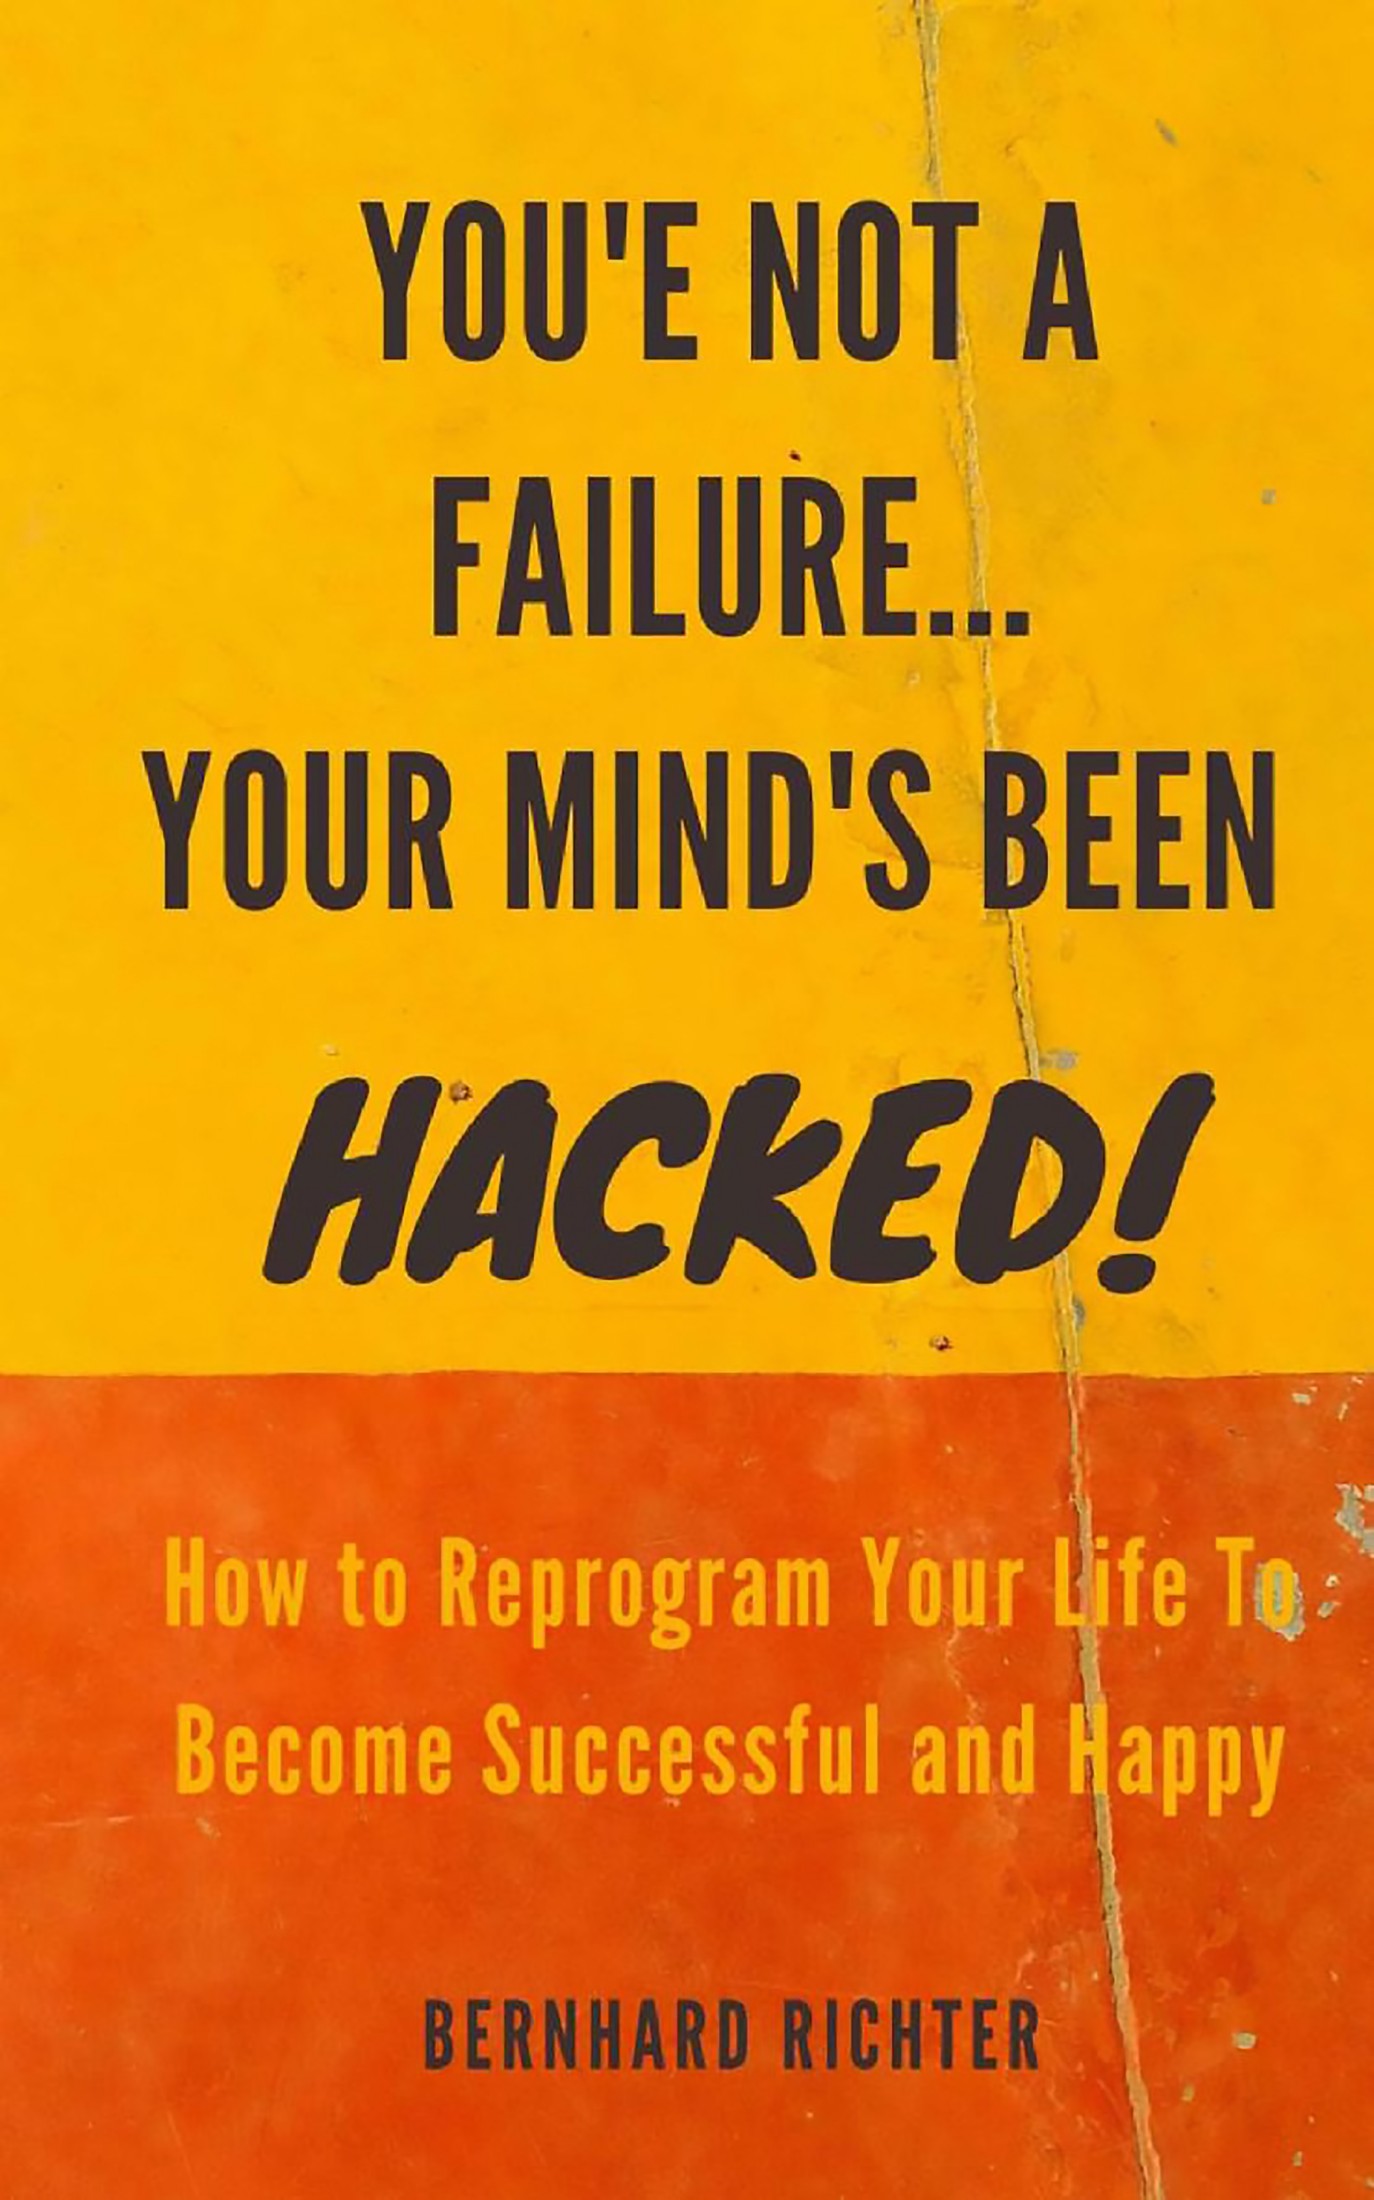 YOU'E NOT A
FAILURE...
YOUR MIND'S BEEN
HACKED!
How to Reprogram Your Life To
Become Successful and Happy
BERNHARD RICHTER